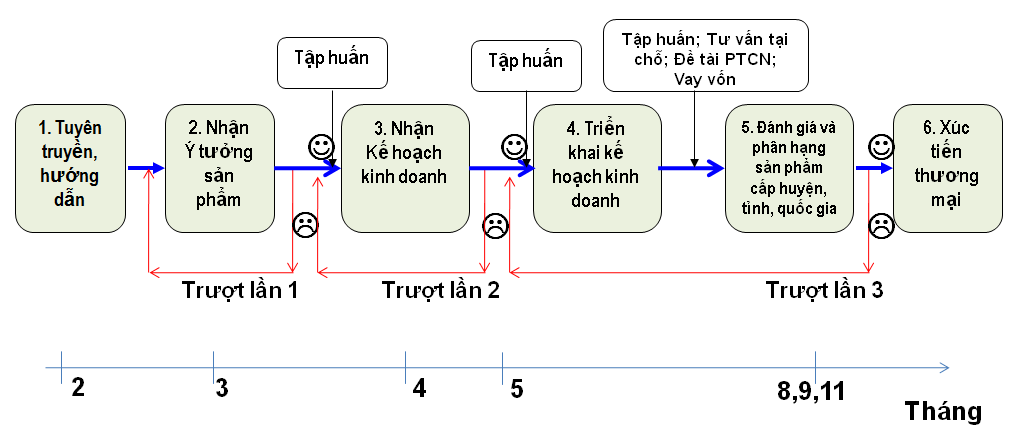 Tập huấn
Tập huấn
Tập huấn; Tư vấn tại
chỗ; Đề tài PTCN;
Vay vốn
1. Tuyên
truyền,
hướng
dẫn
2. Nhận
Ý tưởng
sản
phẩm
3. Nhận
Kế hoạch
kinh doanh
4. Triển
khai kế
hoạch kinh
doanh
5. Đánh giá và
phân hạng
sản phẩm
cấp huyện,
tỉnh, quốc gia
6. Xúc
tiến
thương
mại
Trượt lần 1
Trượt lần 2
Trượt lần 3
2
3
4
5
8,9,11
Tháng